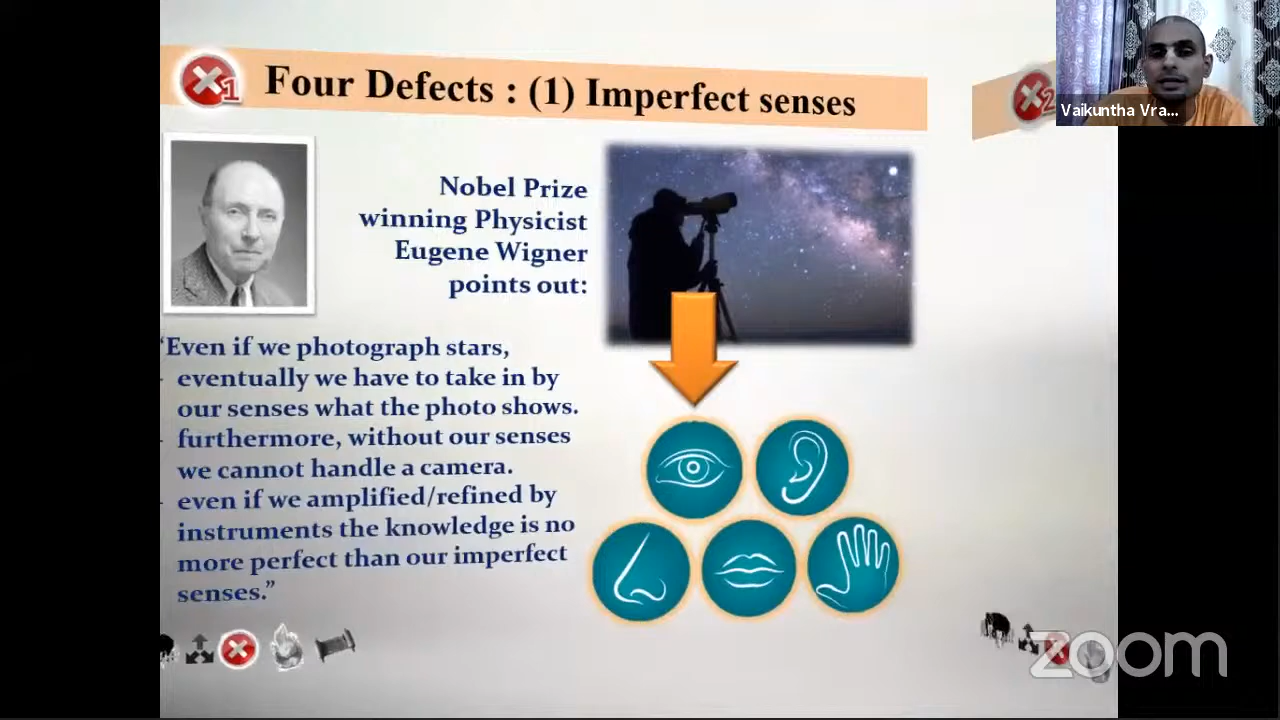 1 Four Defects : (1) Imperfect senses
2
Vaikuntha Vra...
Nobel Prize
winning Physicist
Eugene Wigner
points out:
“Even if we photograph stars,
- eventually we have to take in by
our senses what the photo shows.
- furthermore, without our senses
we cannot handle a camera.
- even if we amplified/refined by
instruments the knowledge is no
more perfect than our imperfect
senses.”
zoom